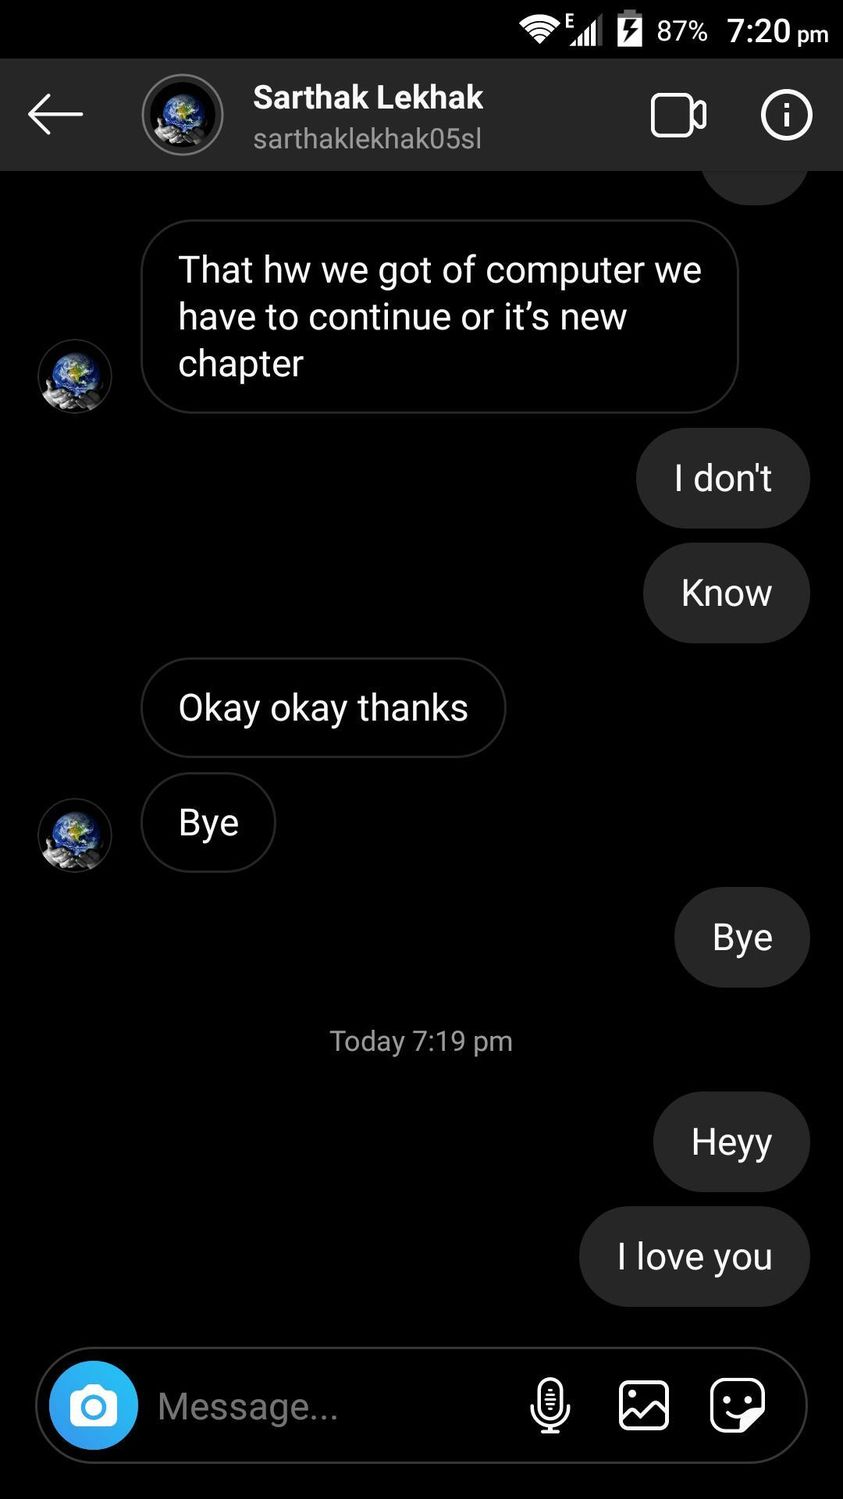 E 87% 7:20 pm
Sarthak Lekhak
sarthaklekhak05sl
That hw we got of computer we
have to continue or it’s new
chapter
I don't
Know
Okay okay thanks
Bye
Bye
Today 7:19 pm
Heyy
I love you
Message...